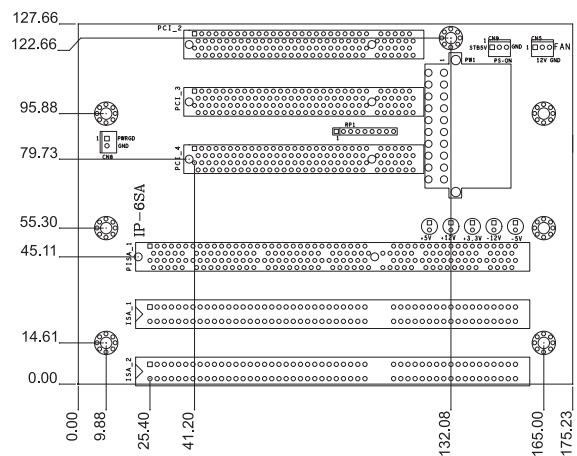 127.66
122.66
95.88
79.73
55.30
45.11
14.61
0.00
PCI_2
PCI_3
PCI_4
1 CN9
STB5V GND
PS-ON
CN5
1 FAN
12V GND
1 PW1
RP1
1
1 PWRGD
GND
CN8
IP-6SA
+5V +12V +3.3V -12V -5V
PISA_1
ISA_1
ISA_2
0.00
9.88
25.40
41.20
132.08
165.00
175.23